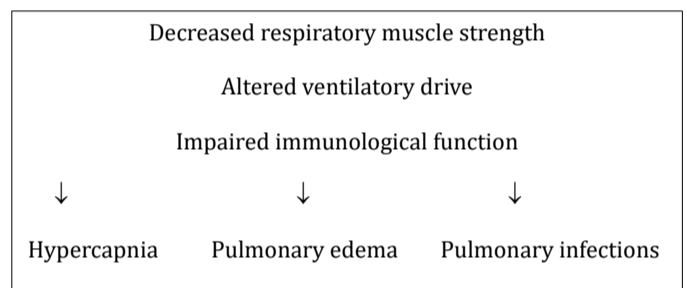 Decreased respiratory muscle strength
Altered ventilatory drive
Impaired immunological function
↓ ↓ ↓
Hypercapnia Pulmonary edema Pulmonary infections